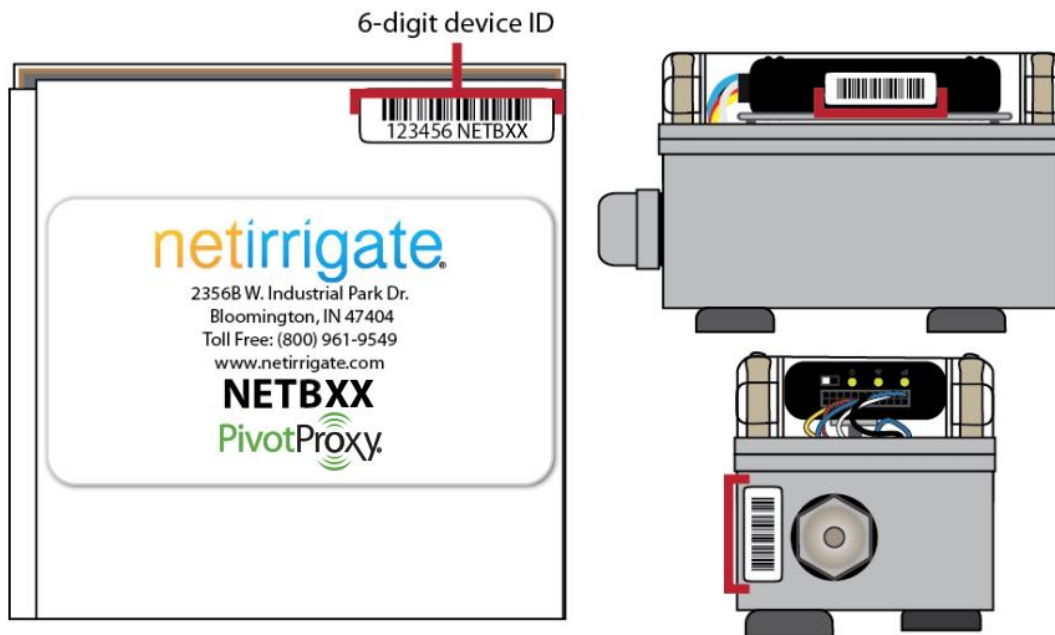 6-digit device ID
123456 NETBXX
netirrigate®
2356B W. Industrial Park Dr.
Bloomington, IN 47404
Toll Free: (800) 961-9549
www.netirrigate.com
NETBXX
PivotProxy®